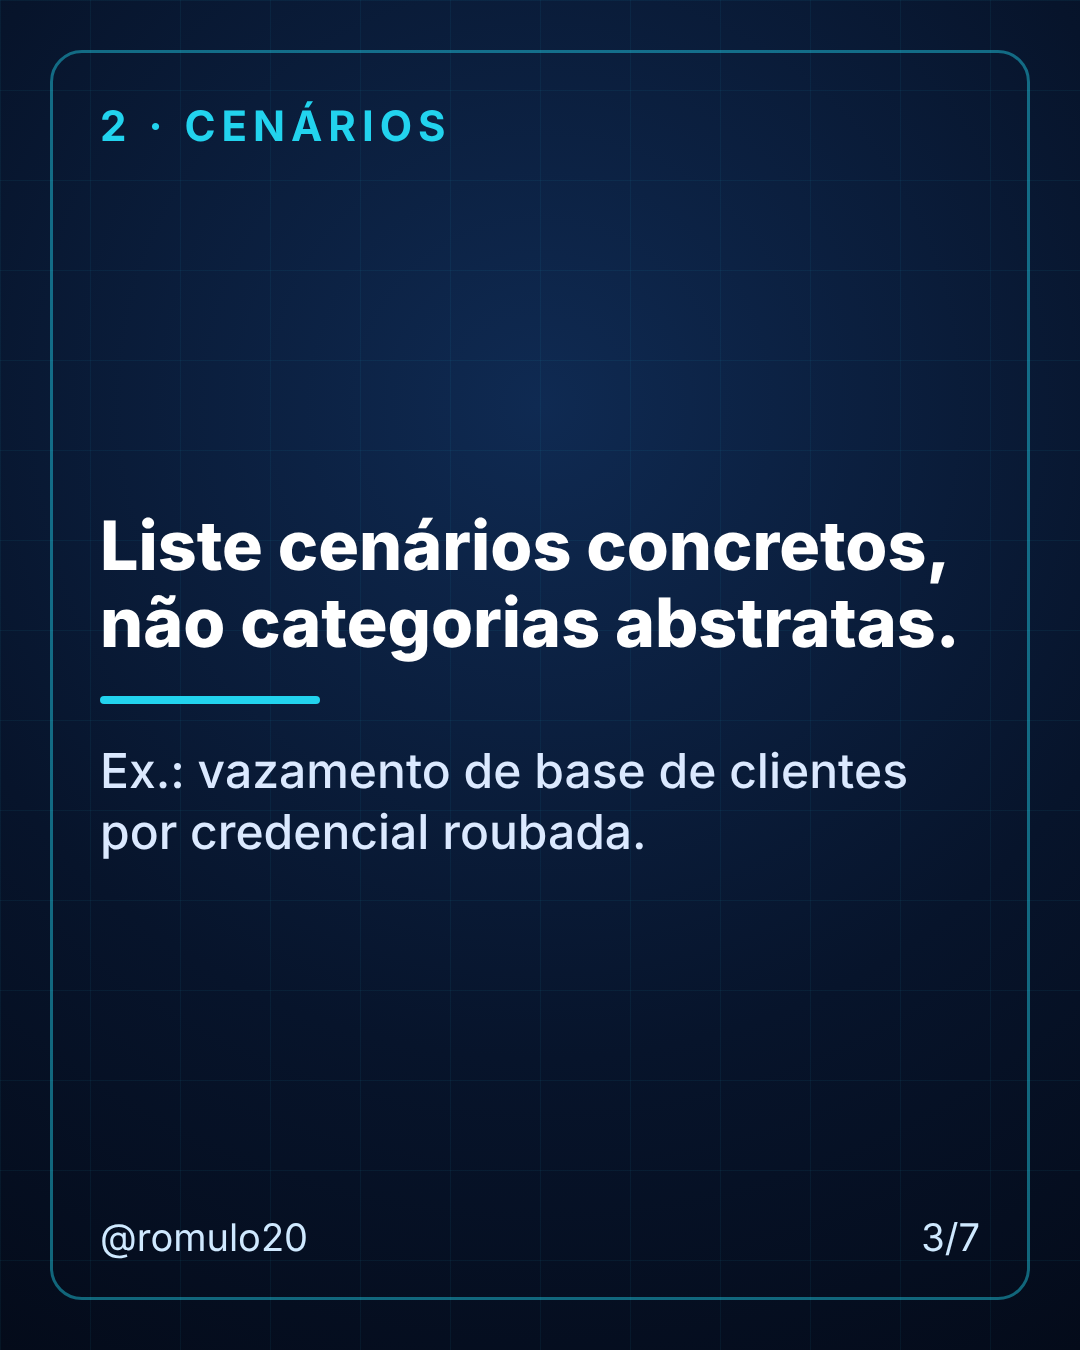 2 · CENÁRIOS
Liste cenários concretos,
não categorias abstratas.
Ex.: vazamento de base de clientes
por credencial roubada.
@romulo20
3/7